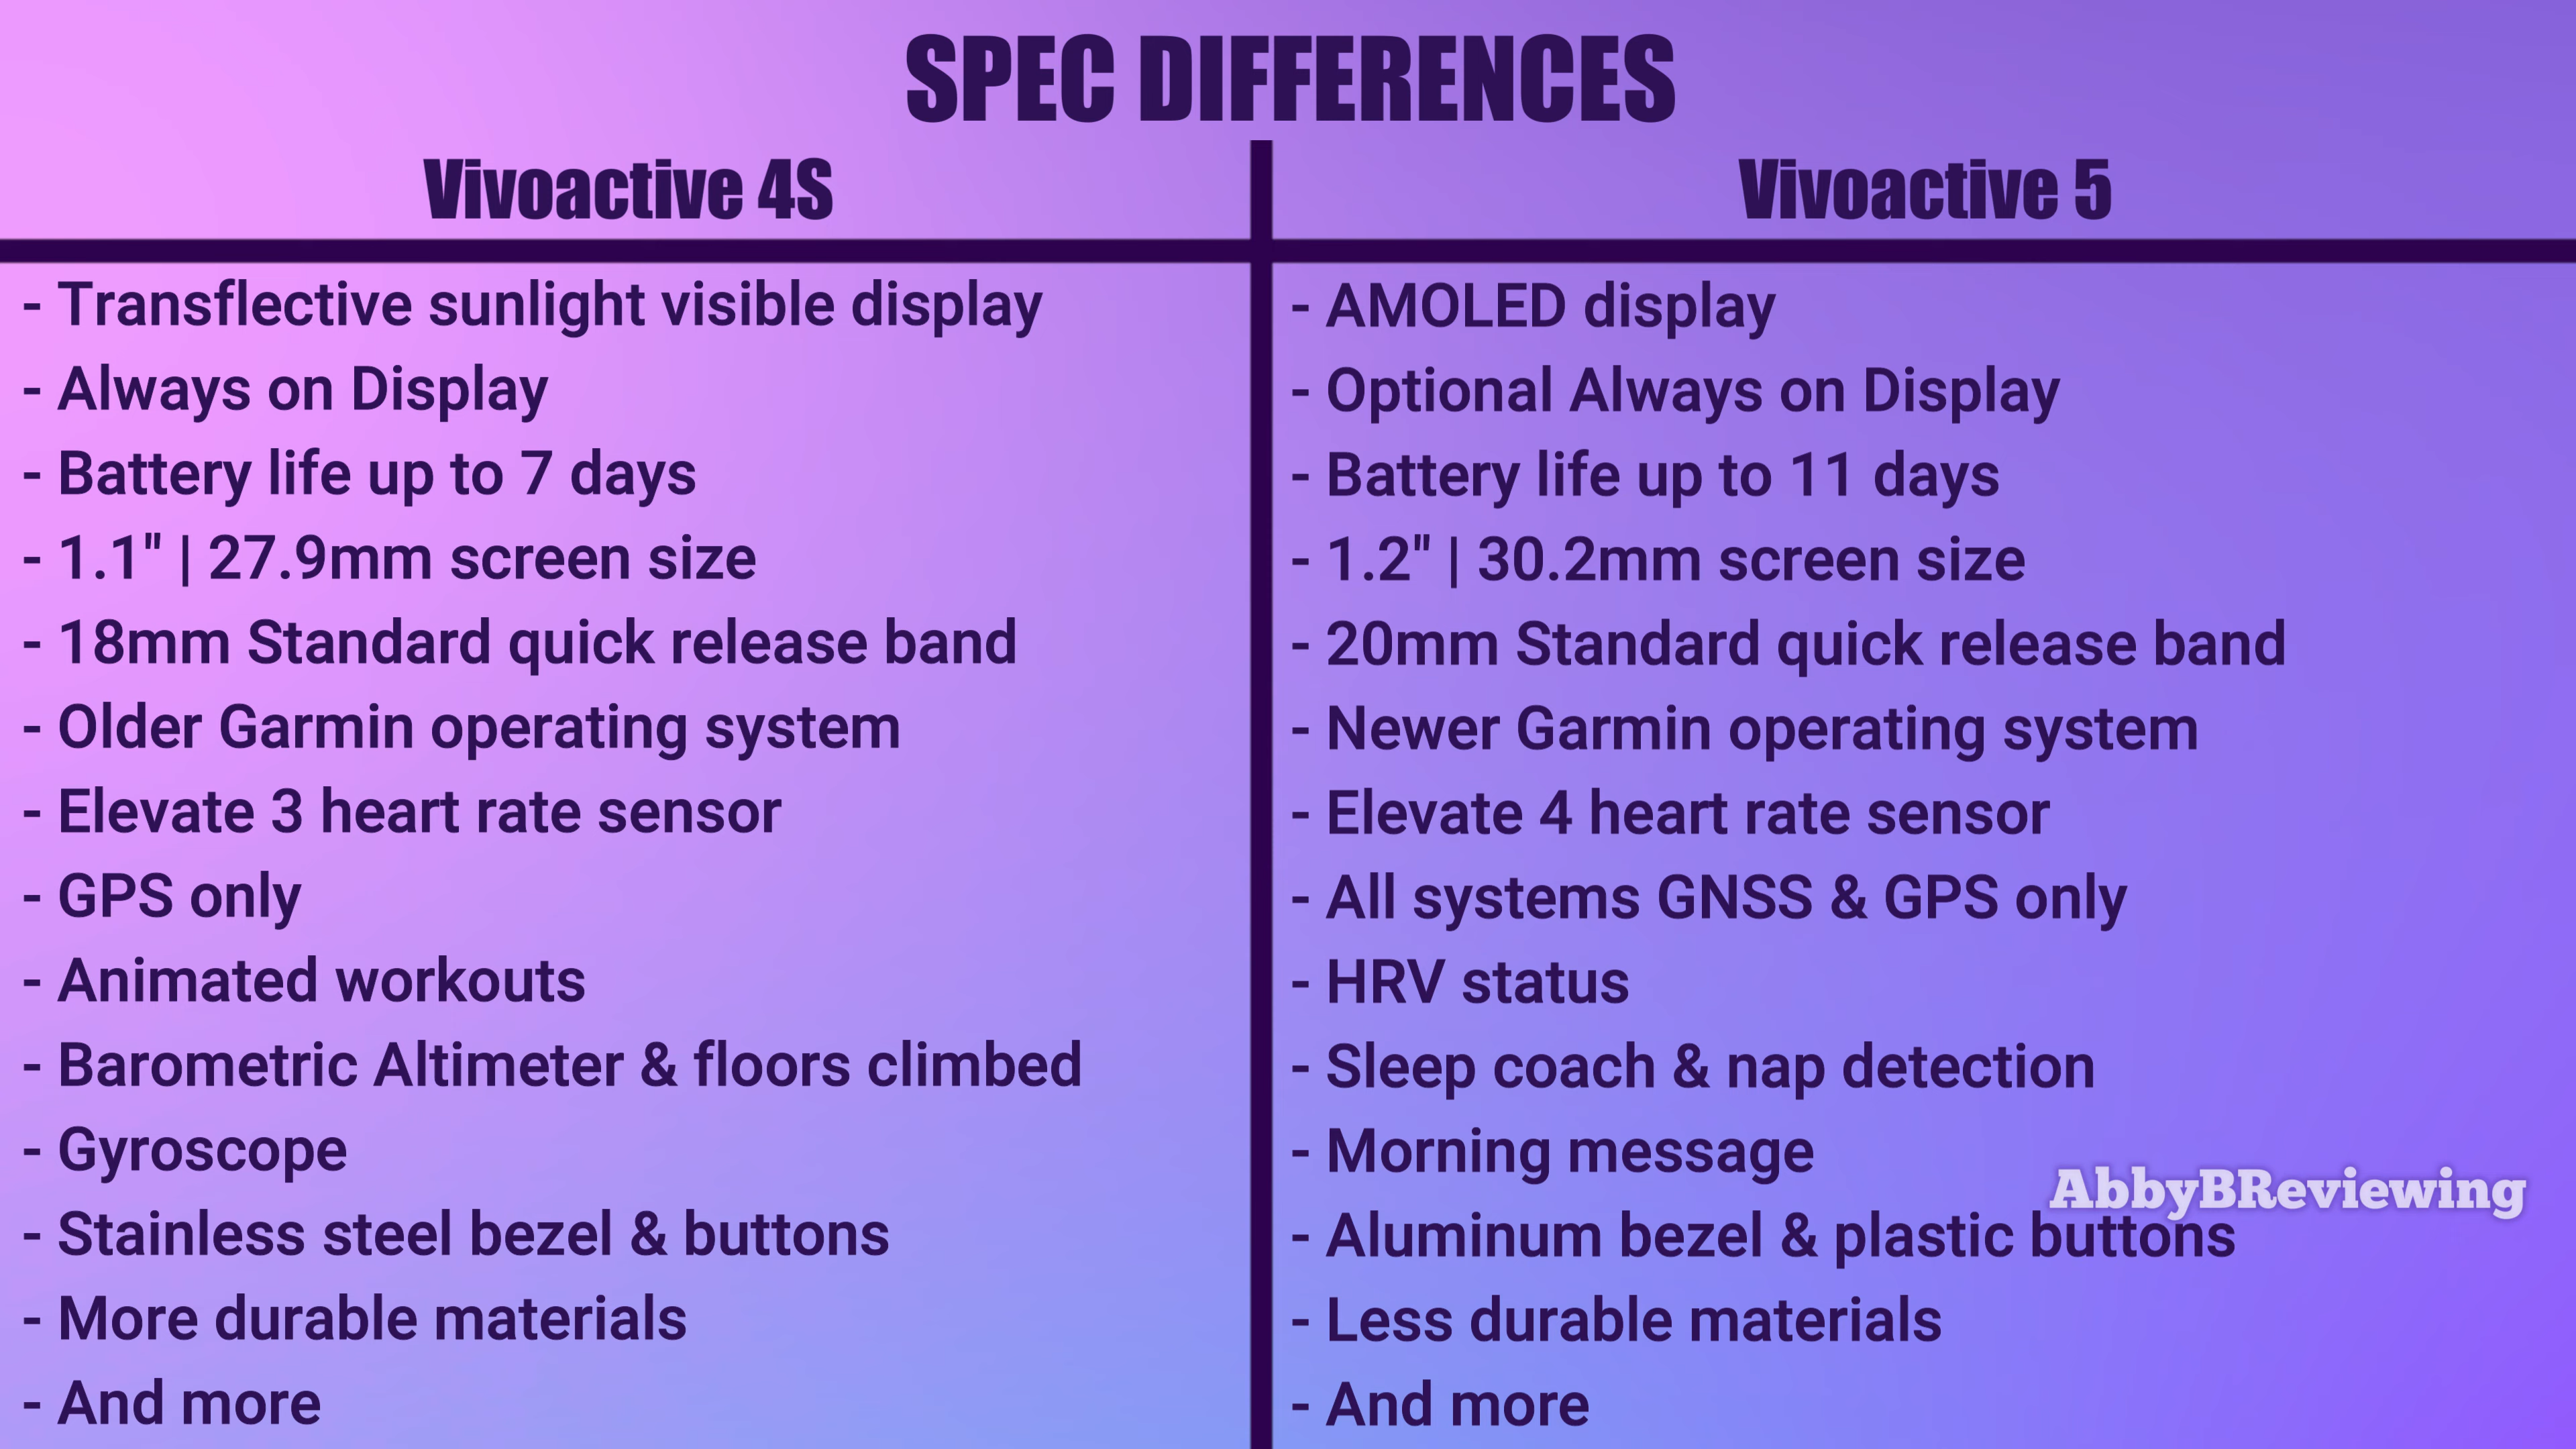 SPEC DIFFERENCES
Vivoactive 4S
- Transflective sunlight visible display
- Always on Display
- Battery life up to 7 days
- 1.1" | 27.9mm screen size
- 18mm Standard quick release band
- Older Garmin operating system
- Elevate 3 heart rate sensor
- GPS only
- Animated workouts
- Barometric Altimeter & floors climbed
- Gyroscope
- Stainless steel bezel & buttons
- More durable materials
- And more
Vivoactive 5
- AMOLED display
- Optional Always on Display
- Battery life up to 11 days
- 1.2" | 30.2mm screen size
- 20mm Standard quick release band
- Newer Garmin operating system
- Elevate 4 heart rate sensor
- All systems GNSS & GPS only
- HRV status
- Sleep coach & nap detection
- Morning message
- Aluminum bezel & plastic buttons
- Less durable materials
- And more
AbbyBReviewing